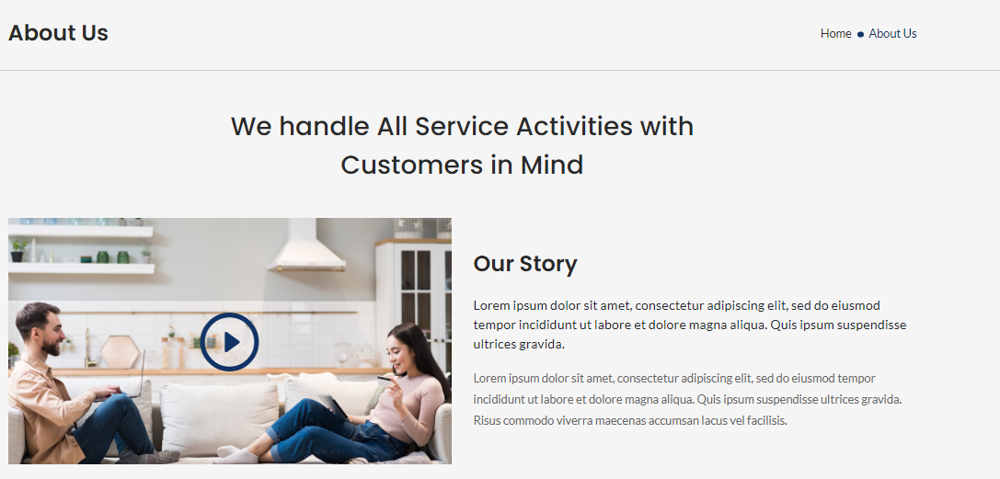 About Us
Home • About Us
We handle All Service Activities with
Customers in Mind
Our Story
Lorem ipsum dolor sit amet, consectetur adipiscing elit, sed do eiusmod
tempor incididunt ut labore et dolore magna aliqua. Quis ipsum suspendisse
ultrices gravida.
Lorem ipsum dolor sit amet, consectetur adipiscing elit, sed do eiusmod tempor
incididunt ut labore et dolore magna aliqua. Quis ipsum suspendisse ultrices gravida.
Risus commodo viverra maecenas accumsan lacus vel facilisis.